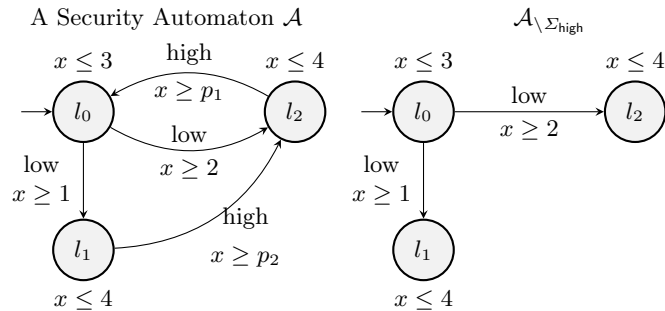 A Security Automaton 𝒜
𝒜\Σhigh
high
x ≤ 3
x ≤ 4
x ≥ p₁
l₀
l₂
low
x ≥ 2
low
x ≥ 1
high
x ≥ p₂
l₁
x ≤ 4
x ≤ 3
x ≤ 4
l₀
low
x ≥ 2
l₂
low
x ≥ 1
l₁
x ≤ 4